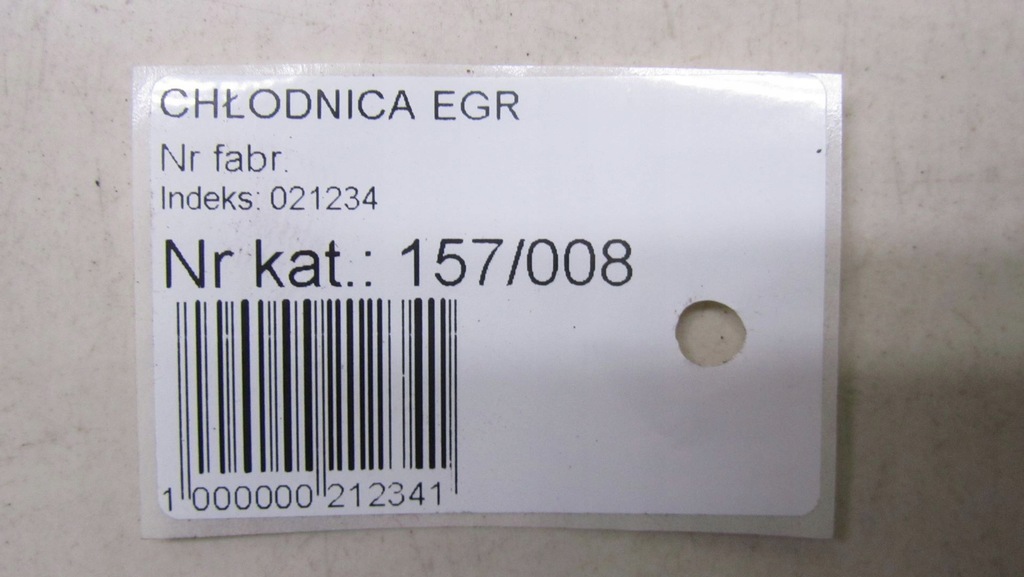 CHŁODNICA EGR
Nr fabr.
Indeks: 021234
Nr kat.: 157/008
1 000000 212341